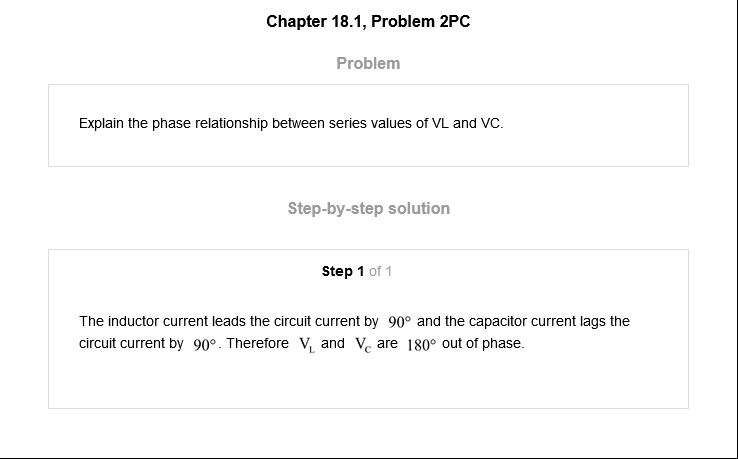 Chapter 18.1, Problem 2PC
Problem
Explain the phase relationship between series values of VL and VC.
Step-by-step solution
Step 1 of 1
The inductor current leads the circuit current by 90° and the capacitor current lags the
circuit current by 90°. Therefore V_L and V_C are 180° out of phase.